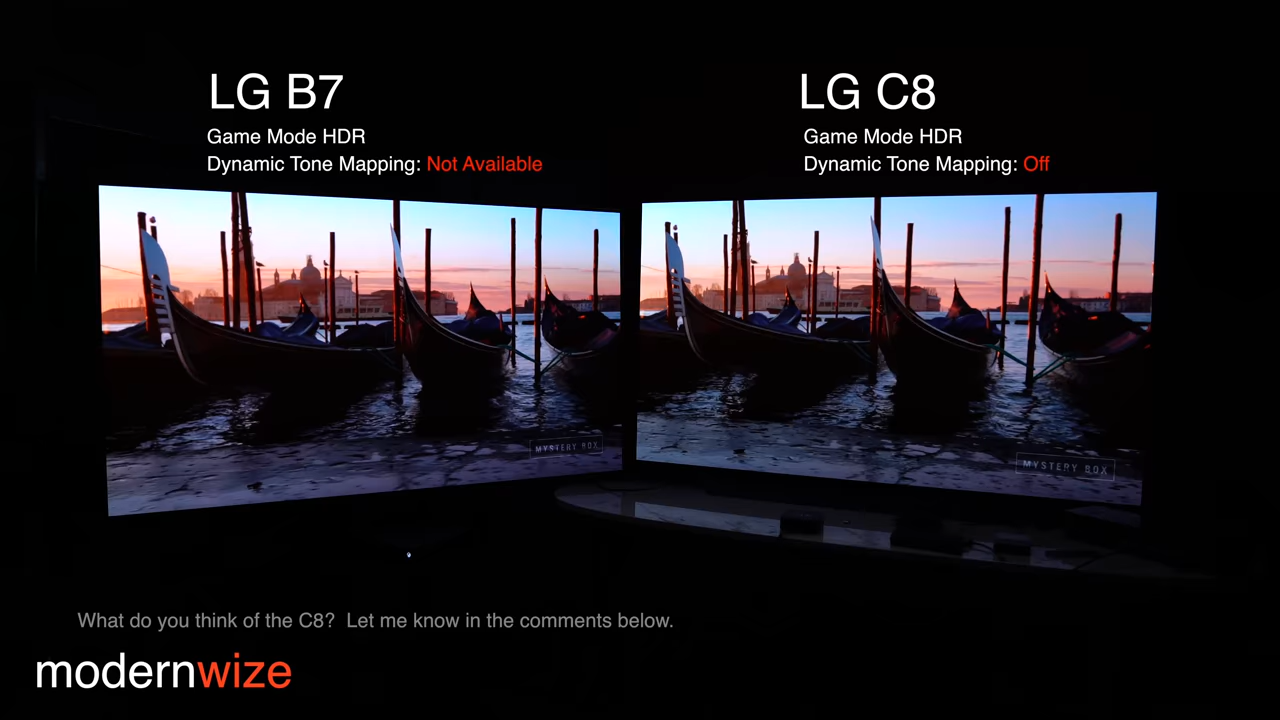 LG B7
Game Mode HDR
Dynamic Tone Mapping: Not Available
LG C8
Game Mode HDR
Dynamic Tone Mapping: Off
MYSTERY BOX
MYSTERY BOX
What do you think of the C8?  Let me know in the comments below.
modernwize